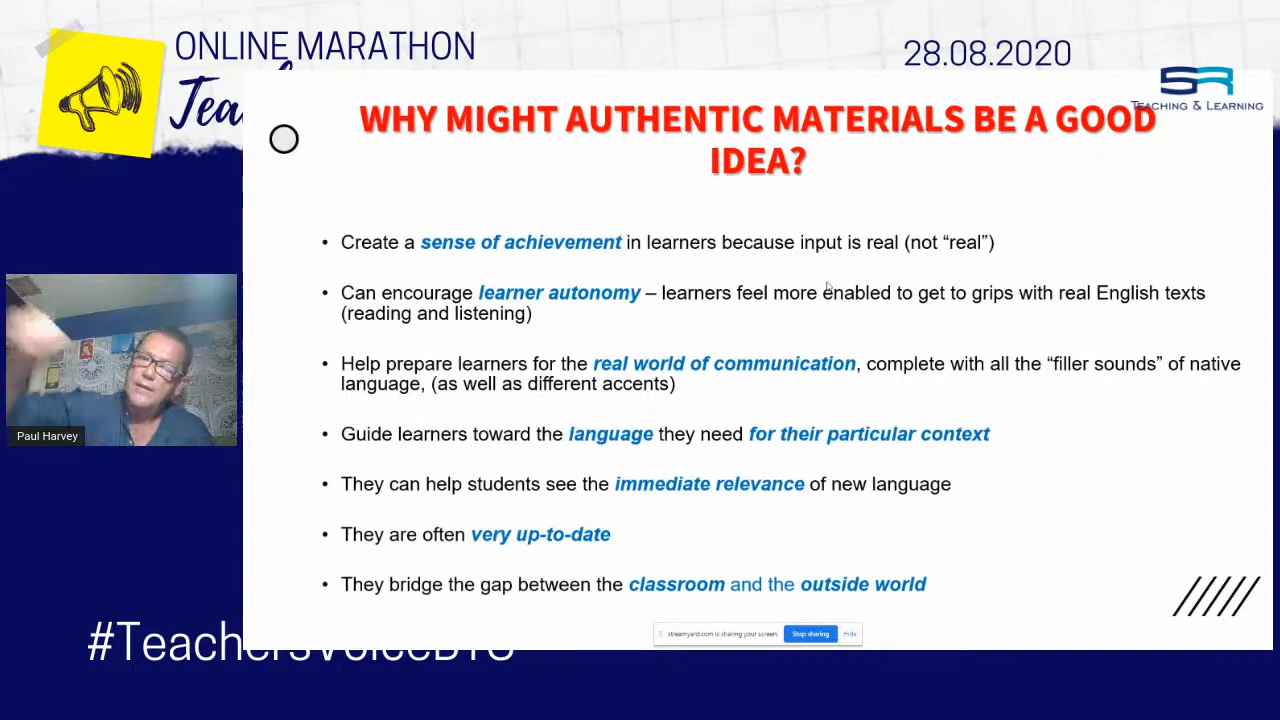 ONLINE MARATHON
28.08.2020
SR
TEACHING & LEARNING
WHY MIGHT AUTHENTIC MATERIALS BE A GOOD
IDEA?
• Create a sense of achievement in learners because input is real (not “real”)
• Can encourage learner autonomy – learners feel more enabled to get to grips with real English texts
(reading and listening)
• Help prepare learners for the real world of communication, complete with all the “filler sounds” of native
language, (as well as different accents)
• Guide learners toward the language they need for their particular context
• They can help students see the immediate relevance of new language
• They are often very up-to-date
• They bridge the gap between the classroom and the outside world
Paul Harvey
streamyard.com is sharing your screen. Stop sharing Hide